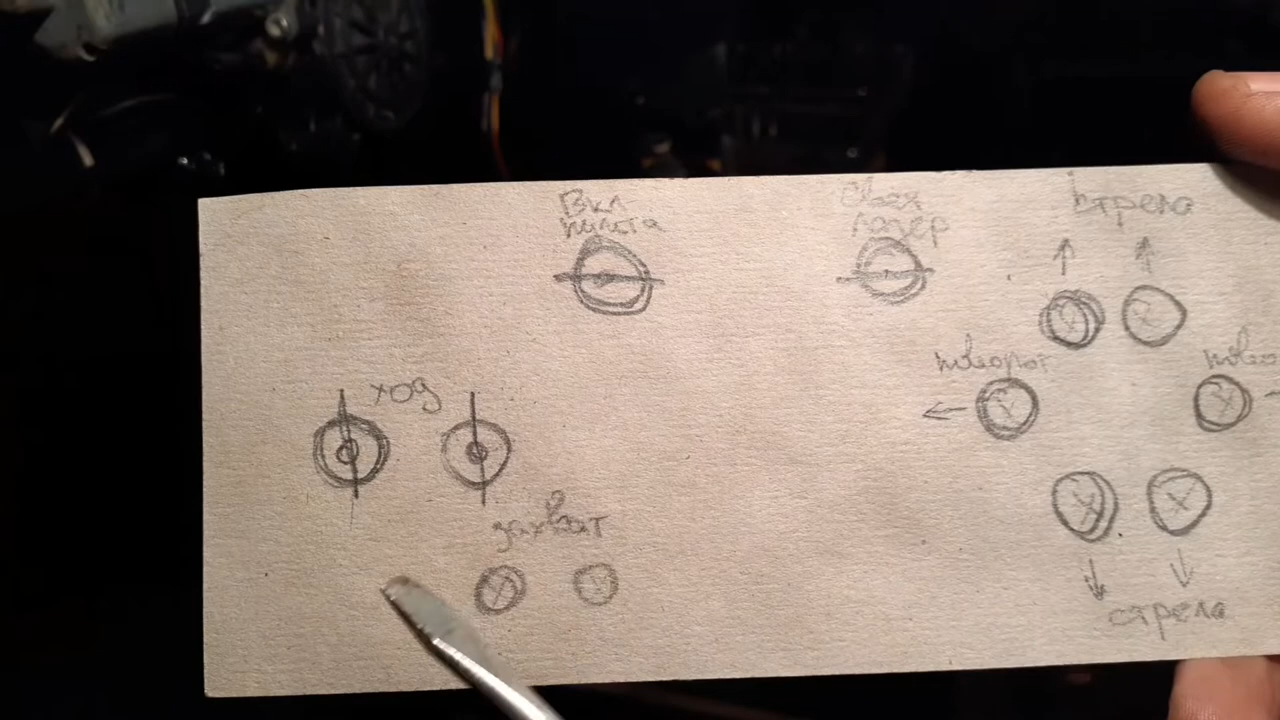 Вкл
пульта
Свет
лазер
стрела
ход
поворот
захват
стрела